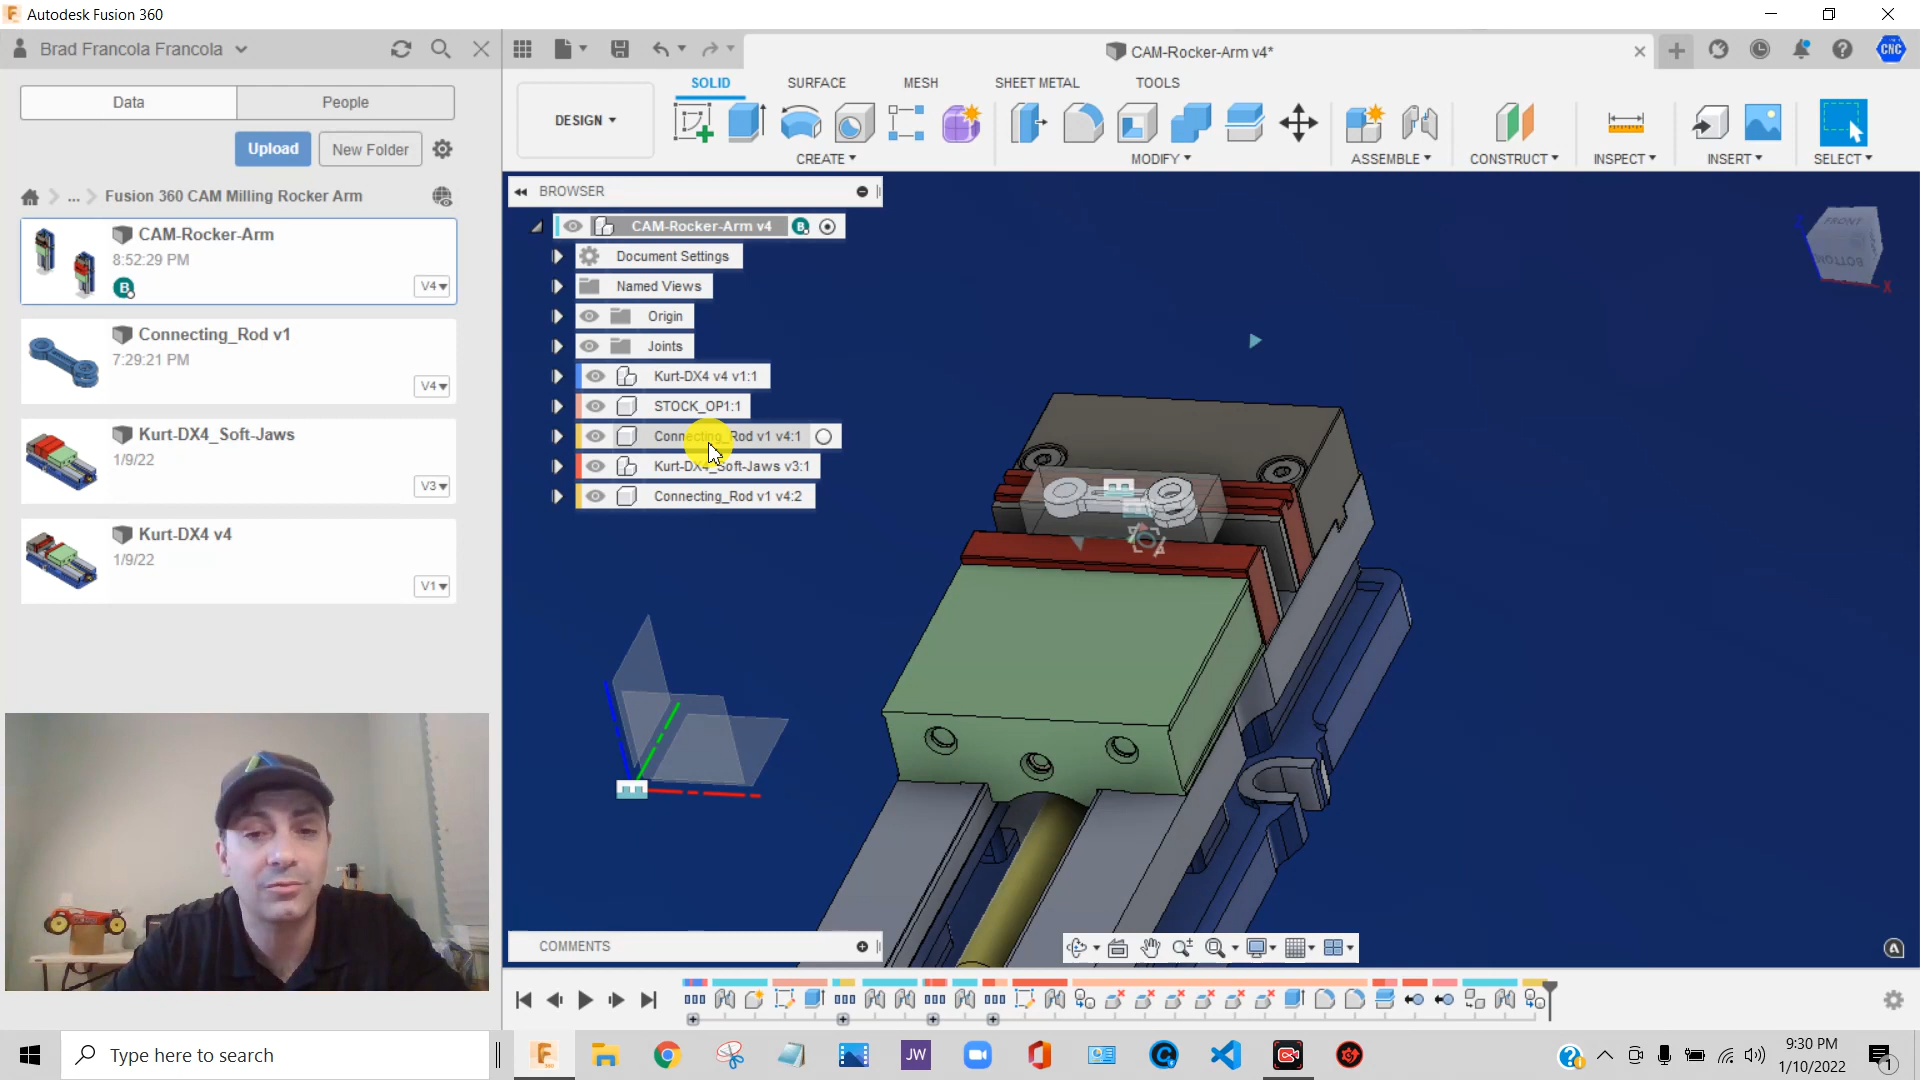 Autodesk Fusion 360
Brad Francola Francola
CAM-Rocker-Arm v4*
CNC
Data
People
Upload
New Folder
... Fusion 360 CAM Milling Rocker Arm
CAM-Rocker-Arm
8:52:29 PM
B
V4
Connecting_Rod v1
7:29:21 PM
V4
Kurt-DX4_Soft-Jaws
1/9/22
V3
Kurt-DX4 v4
1/9/22
V1
SOLID
SURFACE
MESH
SHEET METAL
TOOLS
DESIGN
CREATE
MODIFY
ASSEMBLE
CONSTRUCT
INSPECT
INSERT
SELECT
BROWSER
CAM-Rocker-Arm v4
B
Document Settings
Named Views
Origin
Joints
Kurt-DX4 v4 v1:1
STOCK_OP1:1
Connecting_Rod v1 v4:1
Kurt-DX4_Soft-Jaws v3:1
Connecting_Rod v1 v4:2
FRONT
BOTTOM
X
COMMENTS
Type here to search
JW
9:30 PM
1/10/2022
1